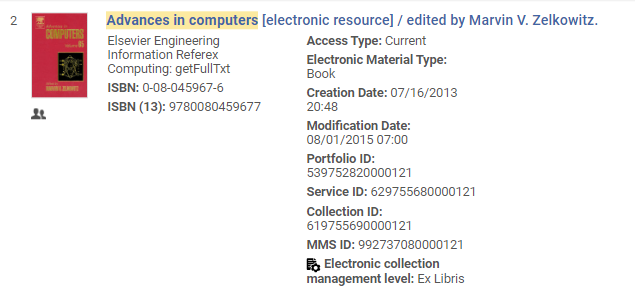 2
Advances in computers [electronic resource] / edited by Marvin V. Zelkowitz.
COMPUTERS
Elsevier Engineering
Information Referex
Computing: getFullTxt
ISBN: 0-08-045967-6
ISBN (13): 9780080459677
Access Type: Current
Electronic Material Type:
Book
Creation Date: 07/16/2013
20:48
Modification Date:
08/01/2015 07:00
Portfolio ID:
539752820000121
Service ID: 629755680000121
Collection ID:
619755690000121
MMS ID: 992737080000121
Electronic collection
management level: Ex Libris